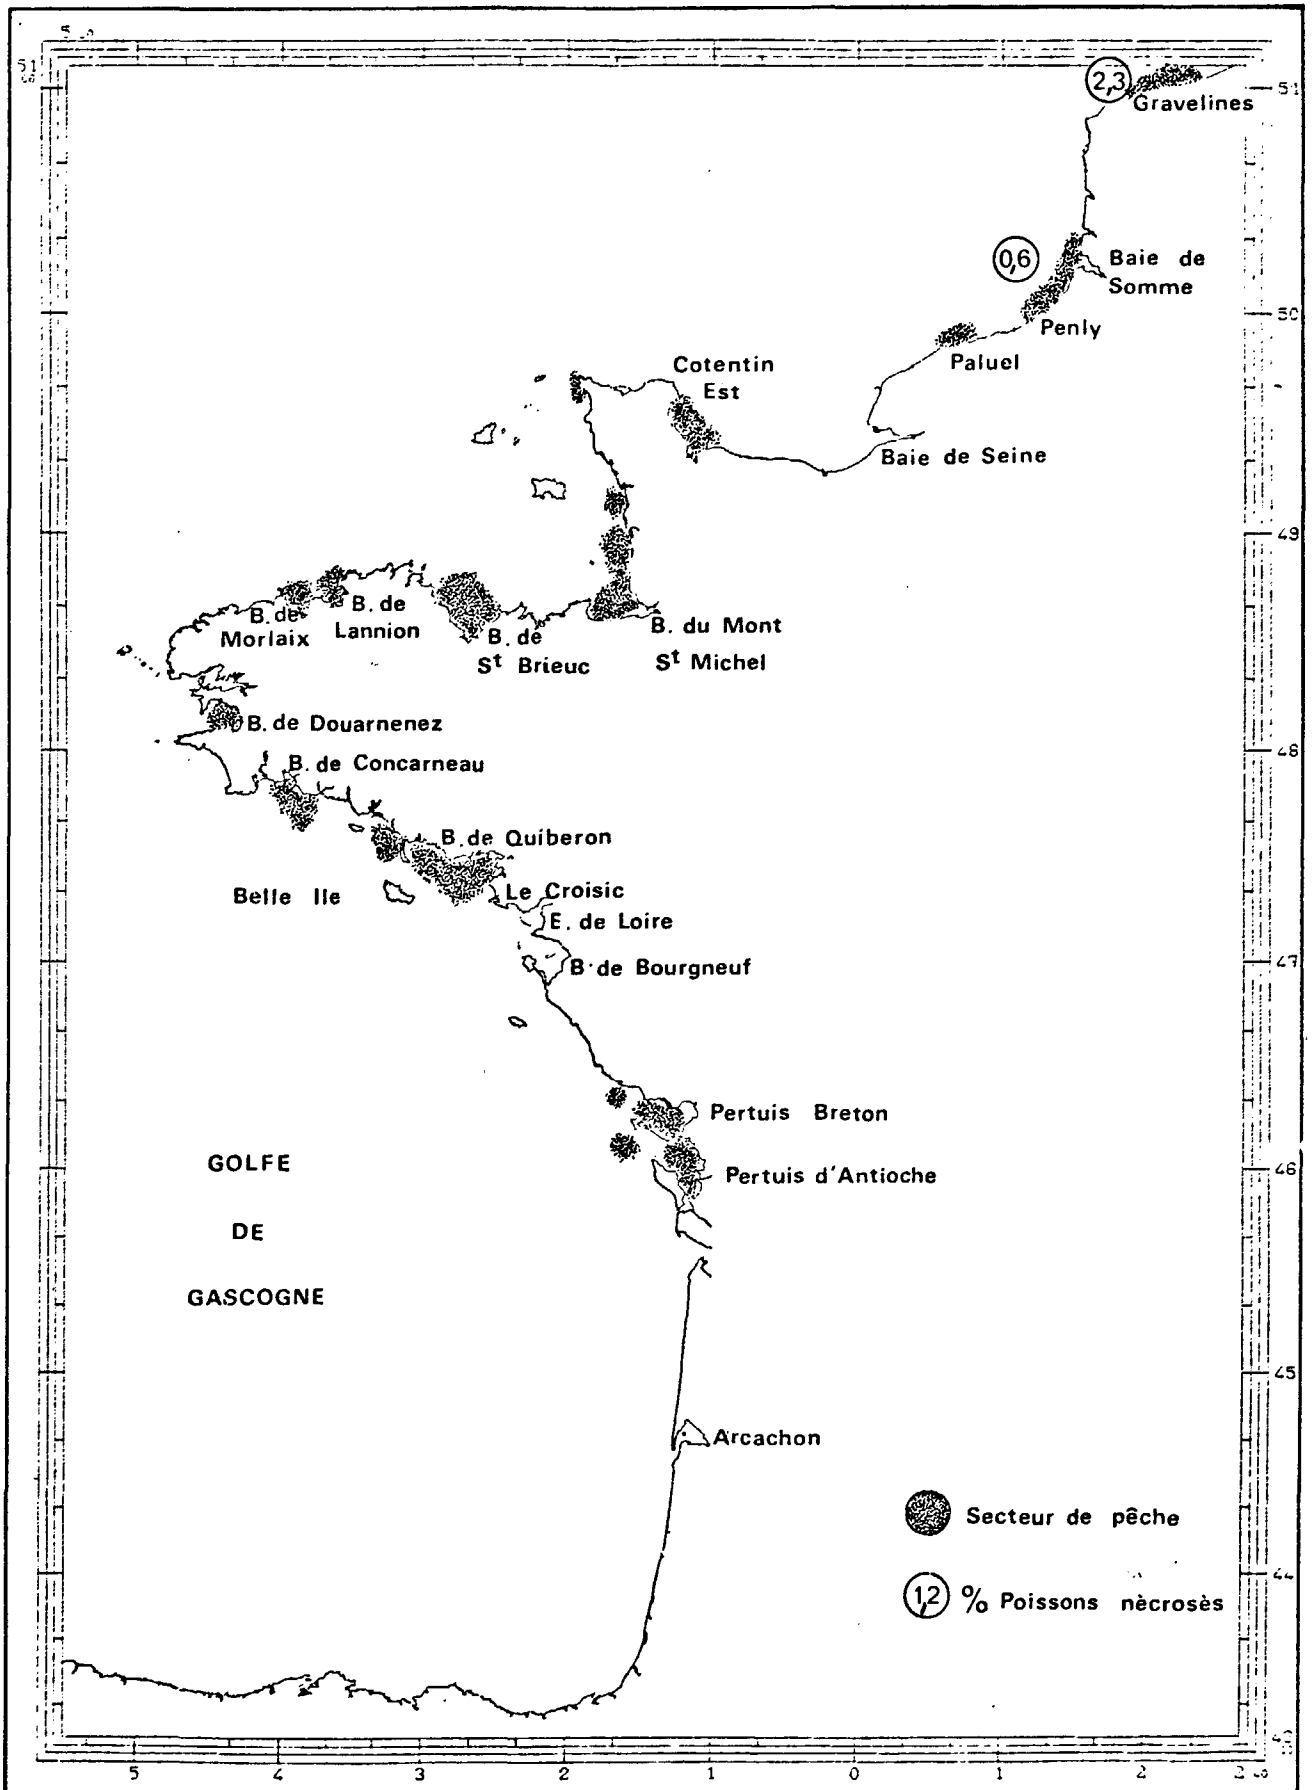 51
2,3
51
Gravelines
0,6
Baie de
Somme
50
Penly
Paluel
Cotentin
Est
Baie de Seine
49
B. de
Morlaix
B. de
Lannion
B. de
St Brieuc
B. du Mont
St Michel
B. de Douarnenez
48
B. de Concarneau
B. de Quiberon
Belle Ile
Le Croisic
E. de Loire
B. de Bourgneuf
47
Pertuis Breton
GOLFE
46
Pertuis d'Antioche
DE
GASCOGNE
45
Arcachon
Secteur de pêche
44
1,2 % Poissons nècrosès
5 4 3 2 1 0 1 2